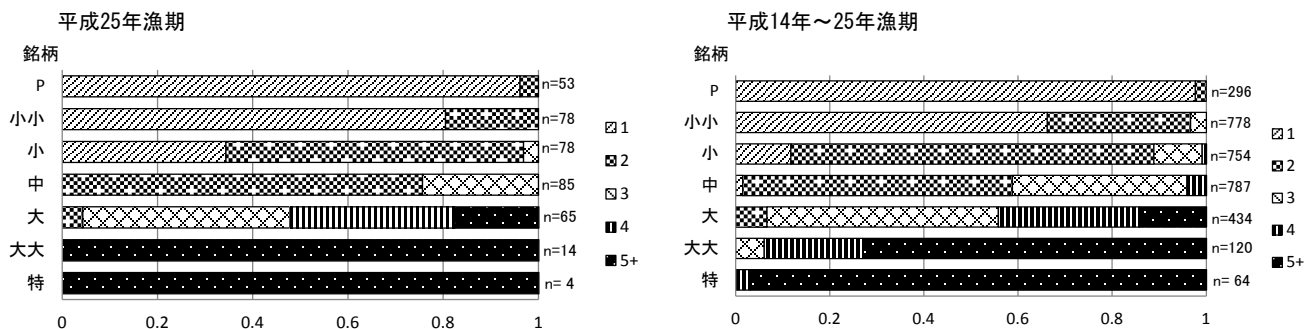 平成25年漁期
銘柄
P n=53
小小 n=78
小 n=78
中 n=85
大 n=65
大大 n=14
特 n= 4
0 0.2 0.4 0.6 0.8 1
1
2
3
4
5+
平成14年～25年漁期
銘柄
P n=296
小小 n=778
小 n=754
中 n=787
大 n=434
大大 n=120
特 n= 64
0 0.2 0.4 0.6 0.8 1
1
2
3
4
5+